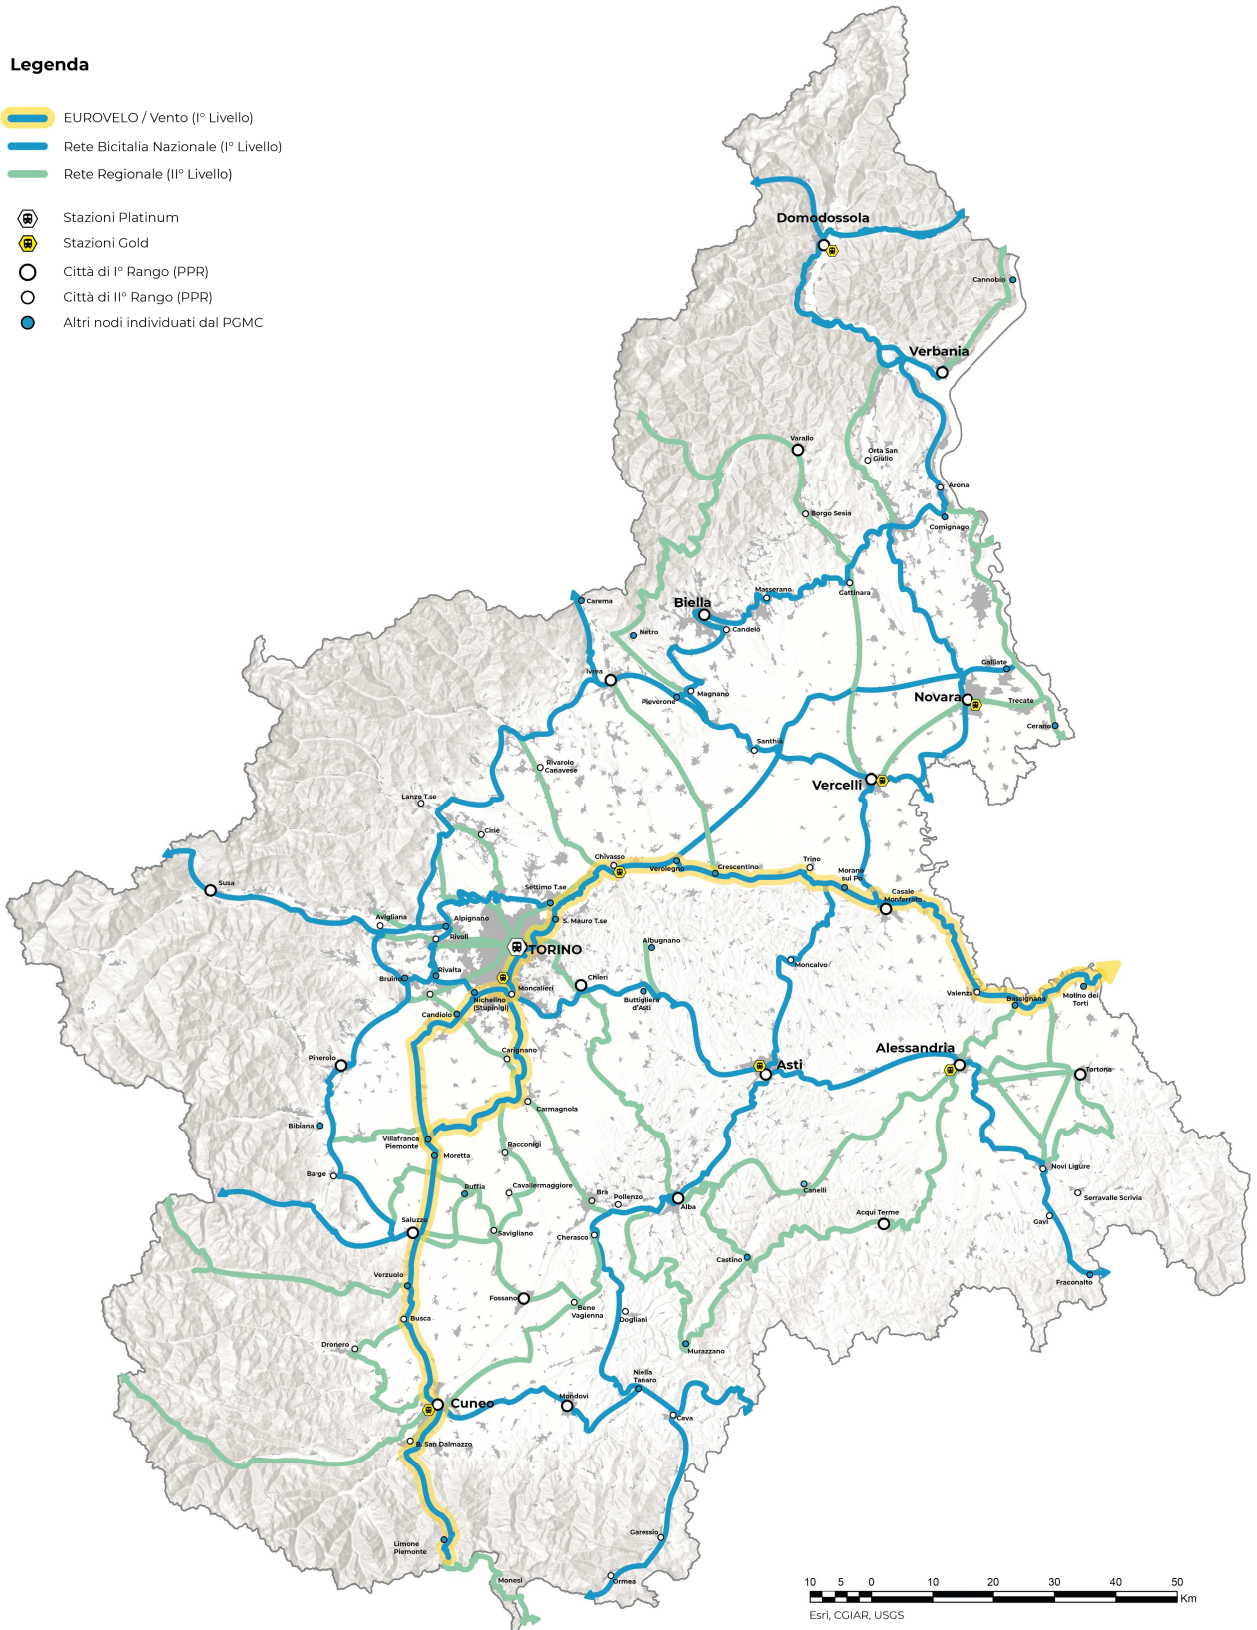 Legenda
EUROVELO / Vento (I° Livello)
Rete Bicitalia Nazionale (I° Livello)
Rete Regionale (II° Livello)
Stazioni Platinum
Stazioni Gold
Città di I° Rango (PPR)
Città di II° Rango (PPR)
Altri nodi individuati dal PGMC
Domodossola
Cannobio
Verbania
Varallo
Orta San
Giulio
Arona
Borgo Sesia
Comignago
Masserano
Gattinara
Carema
Biella
Candelo
Netro
Galliate
Ivrea
Magnano
Pieverone
Novara
Trecate
Cerano
Santhià
Rivarolo
Canavese
Vercelli
Lanzo T.se
Ciriè
Chivasso
Verolegno
Crescentino
Trino
Morano
sul Po
Susa
Settimo T.se
Casale
Monferrato
Avigliana
Alpignano
S. Mauro T.se
Rivoli
TORINO
Albugnano
Moncalvo
Bruino
Rivalta
Chieri
Moncalieri
Nichelino
(Stupinigi)
Buttigliera
d'Asti
Valenza
Bassignana
Molino dei
Torti
Candiolo
Pinerolo
Carignano
Asti
Alessandria
Tortona
Carmagnola
Bibiana
Villafranca
Piemonte
Racconigi
Moretta
Barge
Ruffia
Cavallermaggiore
Bra
Pollenzo
Alba
Canelli
Novi Ligure
Serravalle Scrivia
Saluzzo
Savigliano
Cherasco
Acqui Terme
Gavi
Castino
Verzuolo
Fossano
Bene
Vagienna
Dogliani
Fraconalto
Busca
Dronero
Murazzano
Niella
Tanaro
Cuneo
Mondovì
Ceva
B. San Dalmazzo
Garessio
Limone
Piemonte
Monesi
Ormea
10 5 0 10 20 30 40 50
Km
Esri, CGIAR, USGS